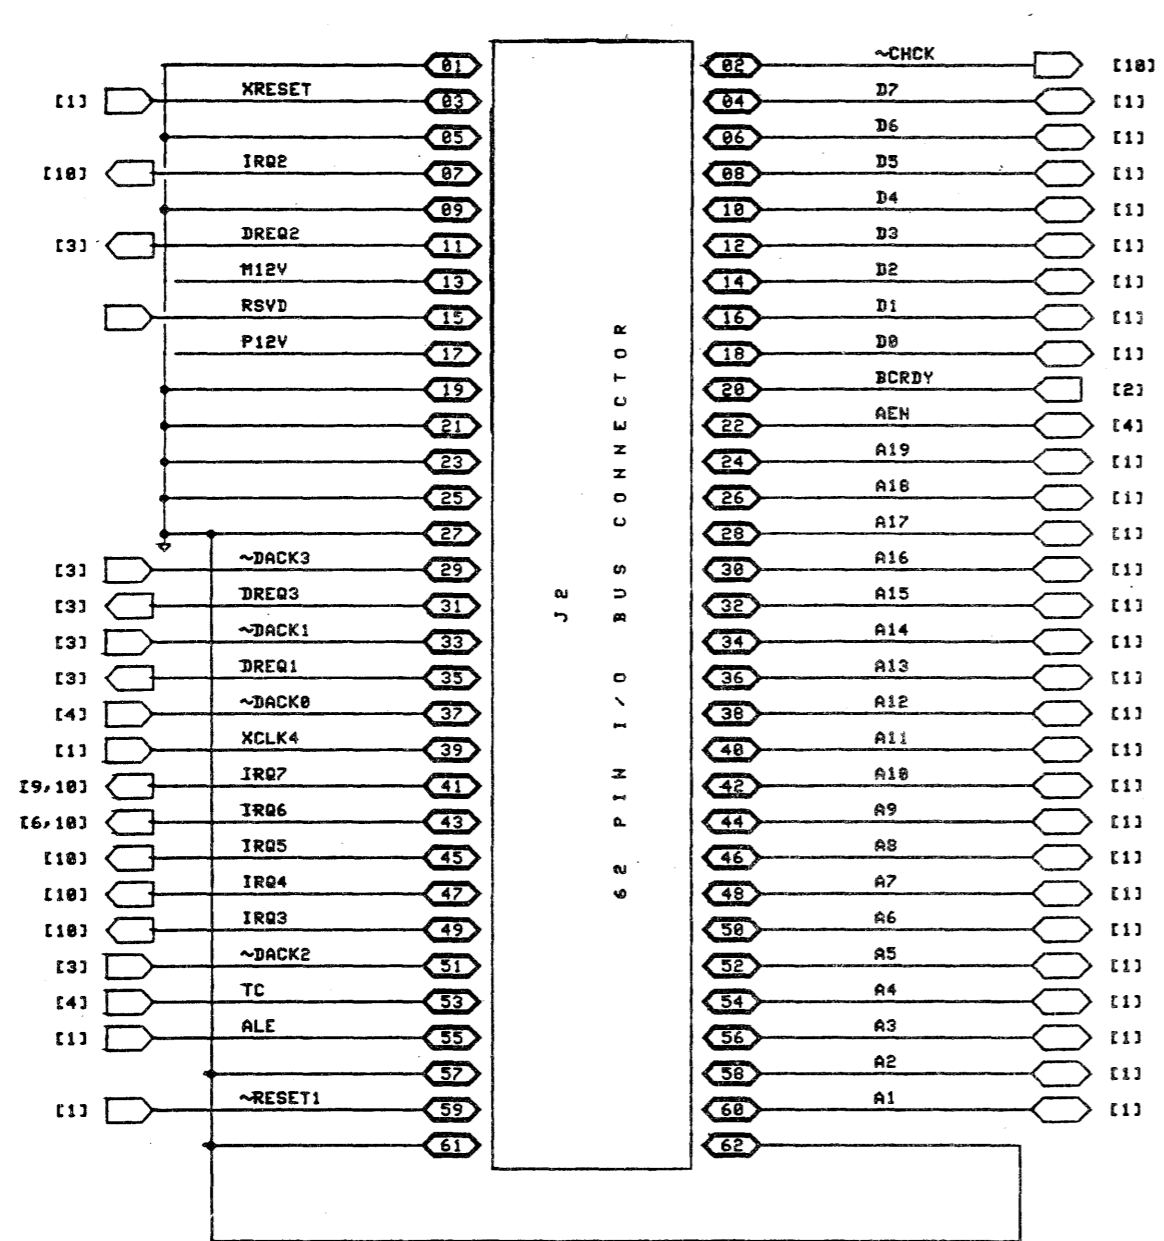 01 02 ~CHCK [10]
[1] XRESET 03 04 D7 [1]
05 06 D6 [1]
[10] IRQ2 07 08 D5 [1]
09 10 D4 [1]
[3] DREQ2 11 12 D3 [1]
M12V 13 14 D2 [1]
RSVD 15 16 D1 [1]
P12V 17 18 D0 [1]
19 20 BCRDY [2]
21 22 AEN [4]
23 24 A19 [1]
25 26 A18 [1]
27 28 A17 [1]
[3] ~DACK3 29 30 A16 [1]
[3] DREQ3 31 32 A15 [1]
[3] ~DACK1 33 34 A14 [1]
[3] DREQ1 35 36 A13 [1]
[4] ~DACK0 37 38 A12 [1]
[1] XCLK4 39 40 A11 [1]
[9,10] IRQ7 41 42 A10 [1]
[6,10] IRQ6 43 44 A9 [1]
[10] IRQ5 45 46 A8 [1]
[10] IRQ4 47 48 A7 [1]
[10] IRQ3 49 50 A6 [1]
[3] ~DACK2 51 52 A5 [1]
[4] TC 53 54 A4 [1]
[1] ALE 55 56 A3 [1]
57 58 A2 [1]
[1] ~RESET1 59 60 A1 [1]
61 62
J2
62 PIN I/O BUS CONNECTOR